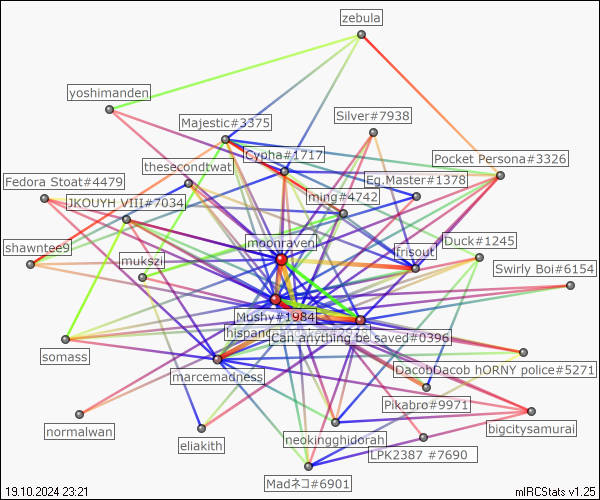 zebula
yoshimanden
Silver#7938
Majestic#3375
Cypha#1717
Pocket Persona#3326
thesecondtwat
Eg.Master#1378
Fedora Stoat#4479
ming#4742
JKOUYH VIII#7034
moonraven
frisout
Duck#1245
shawntee9
mukszi
Swirly Boi#6154
Mushy#1984
hispand
Can anything be saved#0396
somass
DacobDacob hORNY police#5271
marcemadness
Pikabro#9971
normalwan
bigcitysamurai
eliakith
neokingghidorah
LPK2387 #7690
Madネコ#6901
19.10.2024 23:21
mIRCStats v1.25